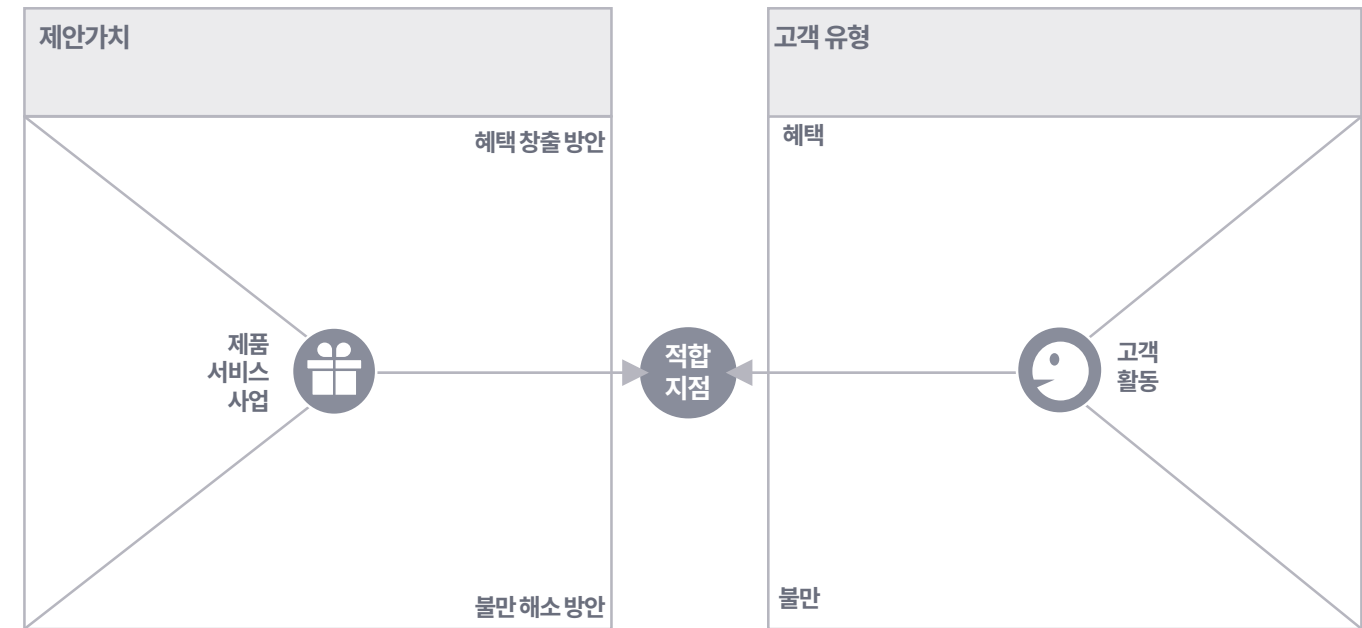 제안가치
혜택 창출 방안
제품
서비스
사업
불만 해소 방안
적합
지점
고객 유형
혜택
고객
활동
불만